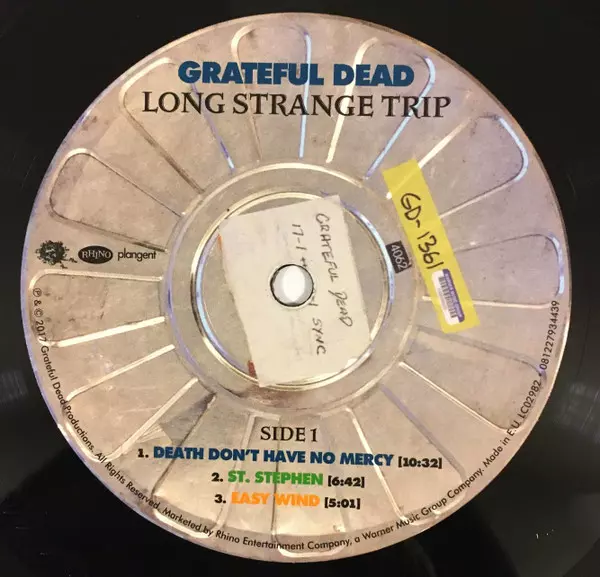 GRATEFUL DEAD
LONG STRANGE TRIP
GD-1361
4062
GRATEFUL DEAD
SYNC
RHINO plangent
SIDE 1
1. DEATH DON'T HAVE NO MERCY [10:32]
2. ST. STEPHEN [6:42]
3. EASY WIND [5:01]
℗ & © 2017 Grateful Dead Productions. All Rights Reserved. Marketed by Rhino Entertainment Company, a Warner Music Group Company. Made in E.U. LC02982 • 081227934439